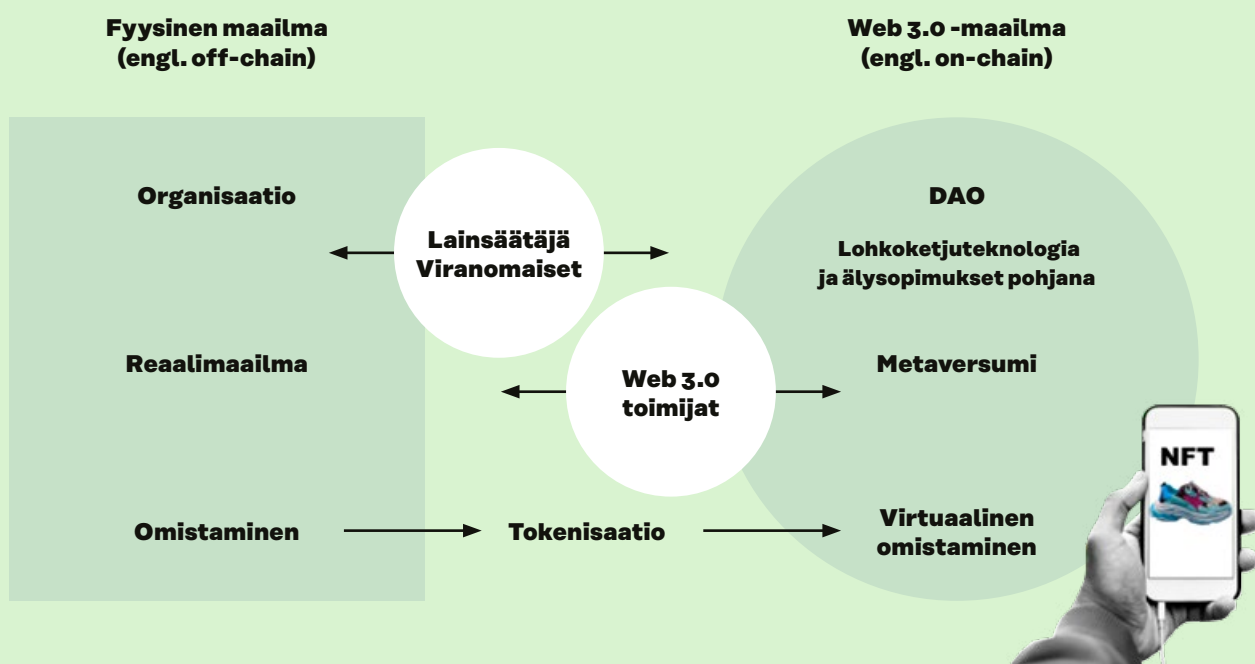 Fyysinen maailma
(engl. off-chain)
Web 3.0 -maailma
(engl. on-chain)
Organisaatio
Lainsäätäjä
Viranomaiset
DAO
Lohkoketjuteknologia
ja älysopimukset pohjana
Reaalimaailma
Web 3.0
toimijat
Metaversumi
NFT
Omistaminen
Tokenisaatio
Virtuaalinen
omistaminen